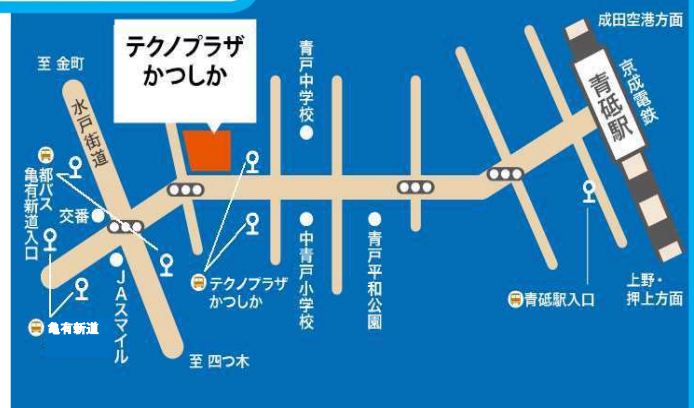 成田空港方面
テクノプラザ
かつしか
至 金町
水戸街道
青戸中学校
青砥駅
京成電鉄
都バス
亀有新道入口
交番
JAスマイル
亀有新道
テクノプラザ
かつしか
中青戸小学校
青戸平和公園
青砥駅入口
上野・
押上方面
至 四つ木